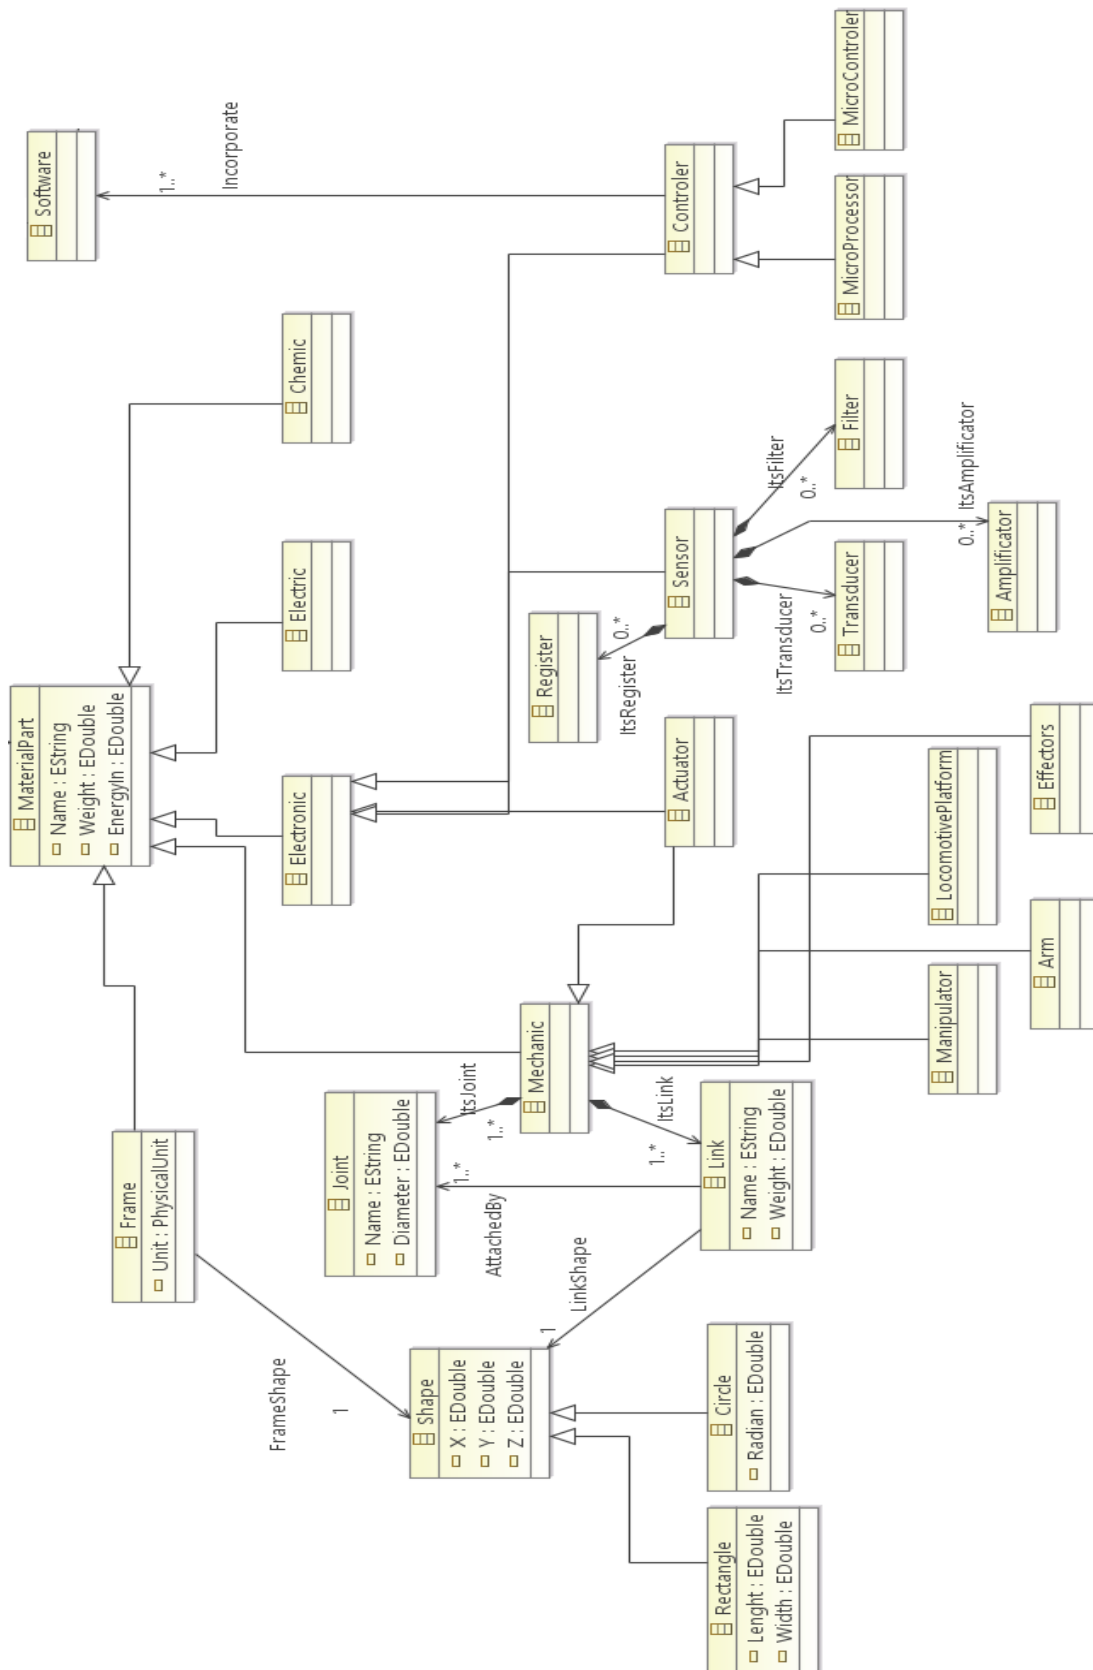 MaterialPart
Name : EString
Weight : EDouble
EnergyIn : EDouble
Software
1..*
Incorporate
Frame
Unit : PhysicalUnit
Electronic
Electric
Chemic
FrameShape
1
Joint
Name : EString
Diameter : EDouble
ItsJoint
1..*
1..*
AttachedBy
Shape
X : EDouble
Y : EDouble
Z : EDouble
1
LinkShape
Mechanic
ItsLink
1..*
Register
ItsRegister
0..*
Link
Name : EString
Weight : EDouble
Actuator
Sensor
Controler
Rectangle
Lenght : EDouble
Width : EDouble
Circle
Radian : EDouble
ItsTransducer
0..*
ItsFilter
0..*
Transducer
Filter
MicroProcessor
MicroControler
Manipulator
LocomotivePlatform
0..*
ItsAmplificator
Amplificator
Arm
Effectors